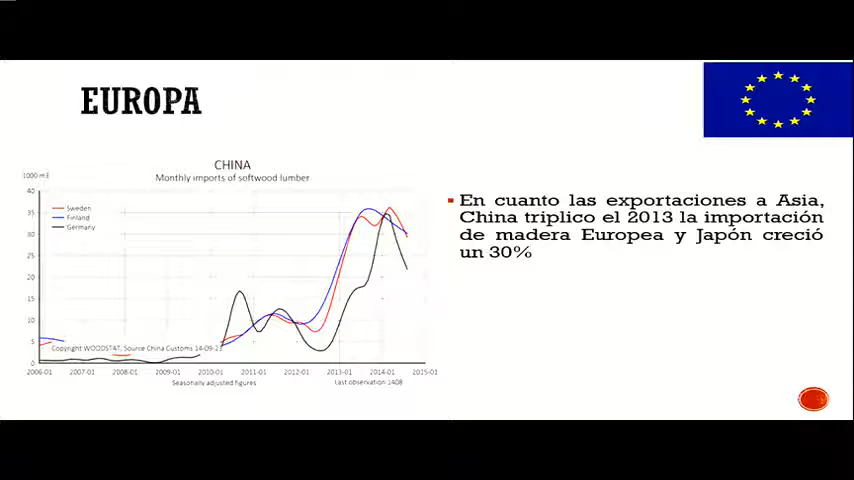 EUROPA
CHINA
Monthly imports of softwood lumber
1000 m3
40
35
30
25
20
15
10
5
0
Sweden
Finland
Germany
Copyright WOODSTAT, Source China Customs 14-09-23
2006-01 2007-01 2008-01 2009-01 2010-01 2011-01 2012-01 2013-01 2014-01 2015-01
Seasonally adjusted figures
Last observation 1408
En cuanto las exportaciones a Asia,
China triplico el 2013 la importación
de madera Europea y Japón creció
un 30%